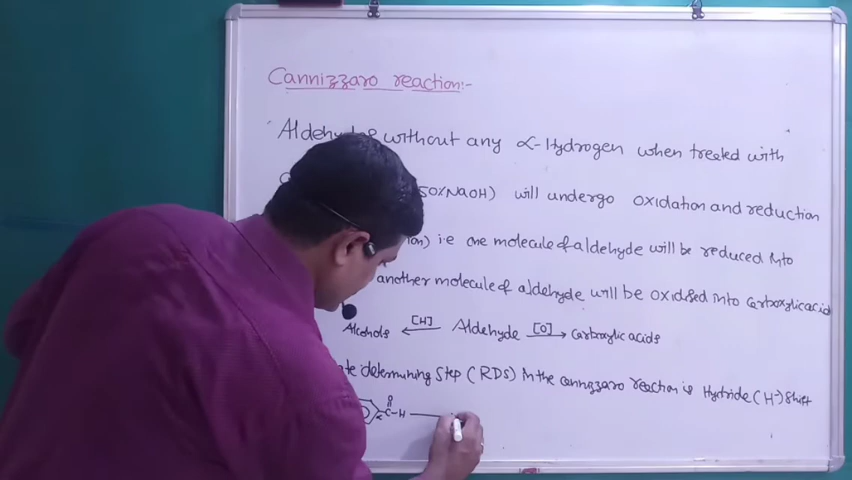 Cannizzaro reaction:-
Aldehydes without any α-Hydrogen when treated with
50% NaOH) will undergo oxidation and reduction
i.e one molecule of aldehyde will be reduced into
another molecule of aldehyde will be oxidised into carboxylic acid
Alcohols ←[H] Aldehyde [O]→ carboxylic acids
determining Step (RDS) in the cannizzaro reaction is Hydride (H⁻) shift
O
C-H
α